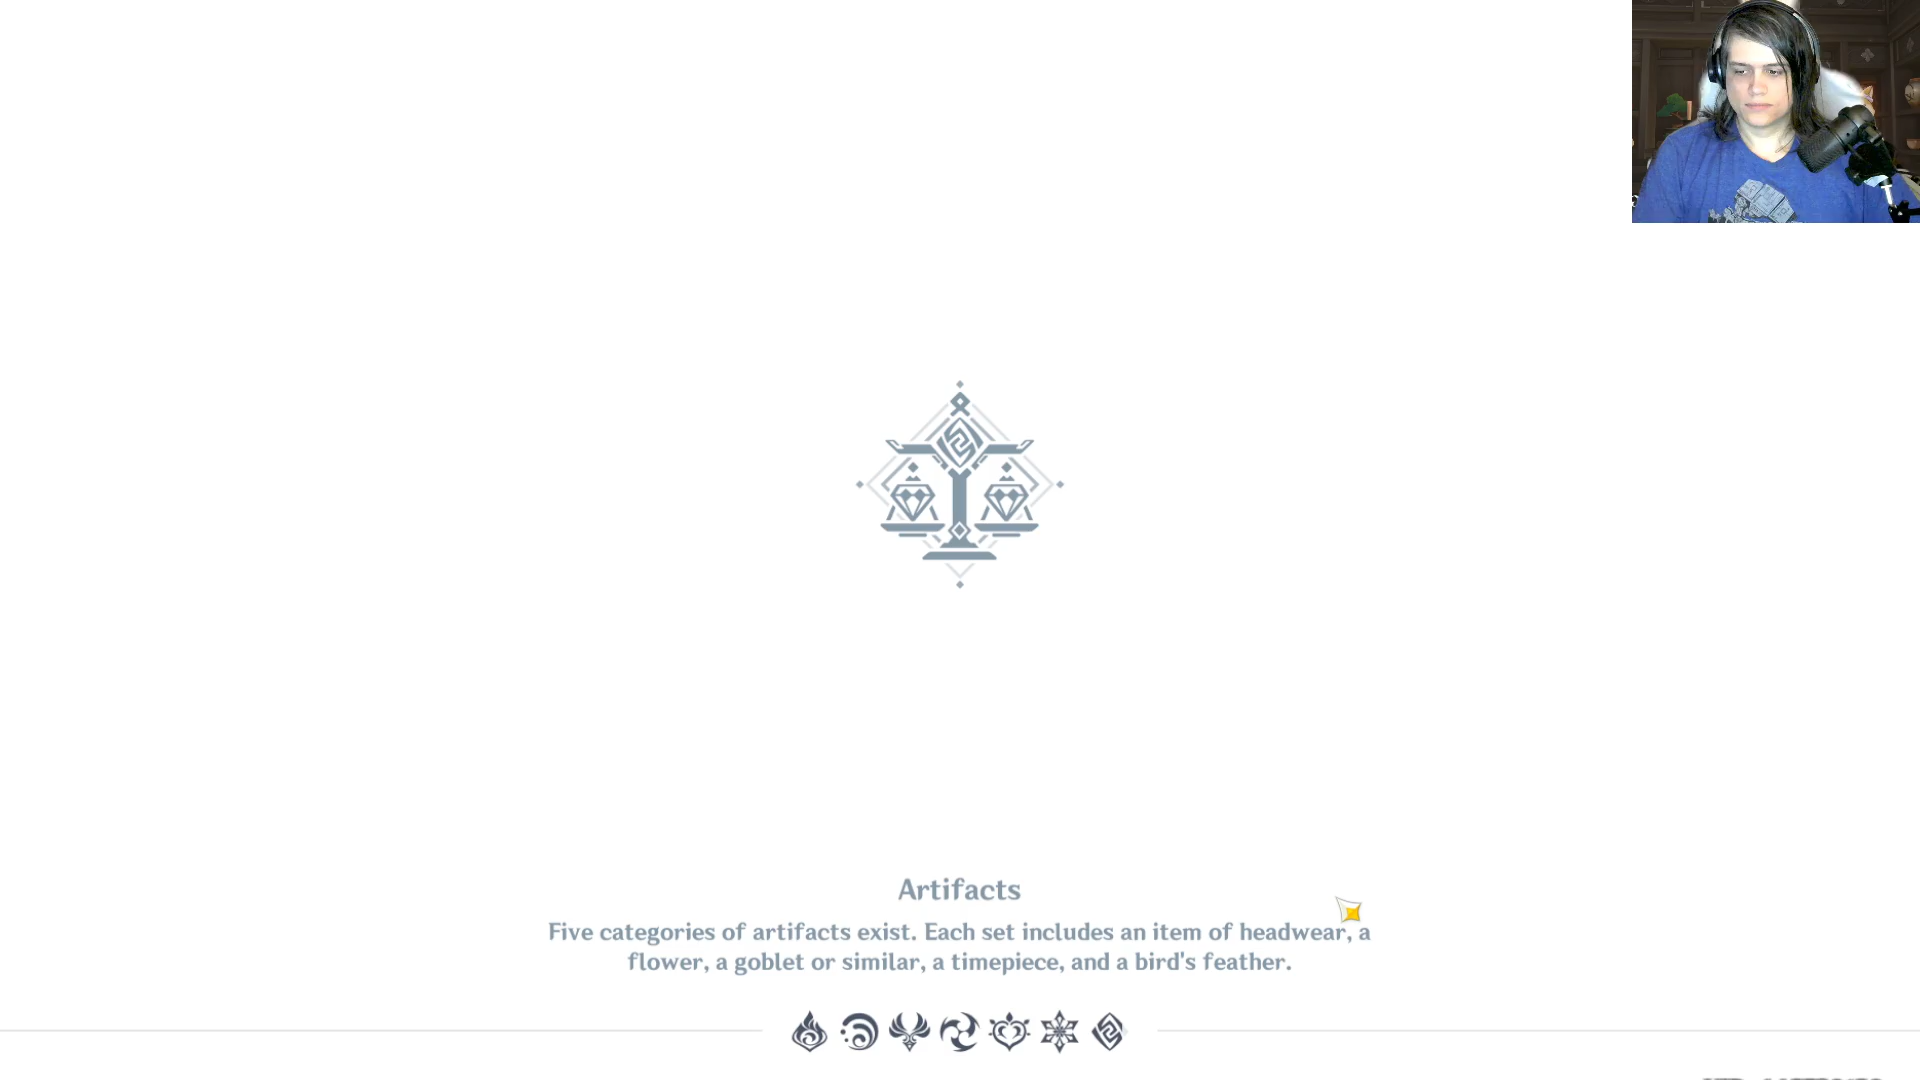 Artifacts
Five categories of artifacts exist. Each set includes an item of headwear, a
flower, a goblet or similar, a timepiece, and a bird's feather.